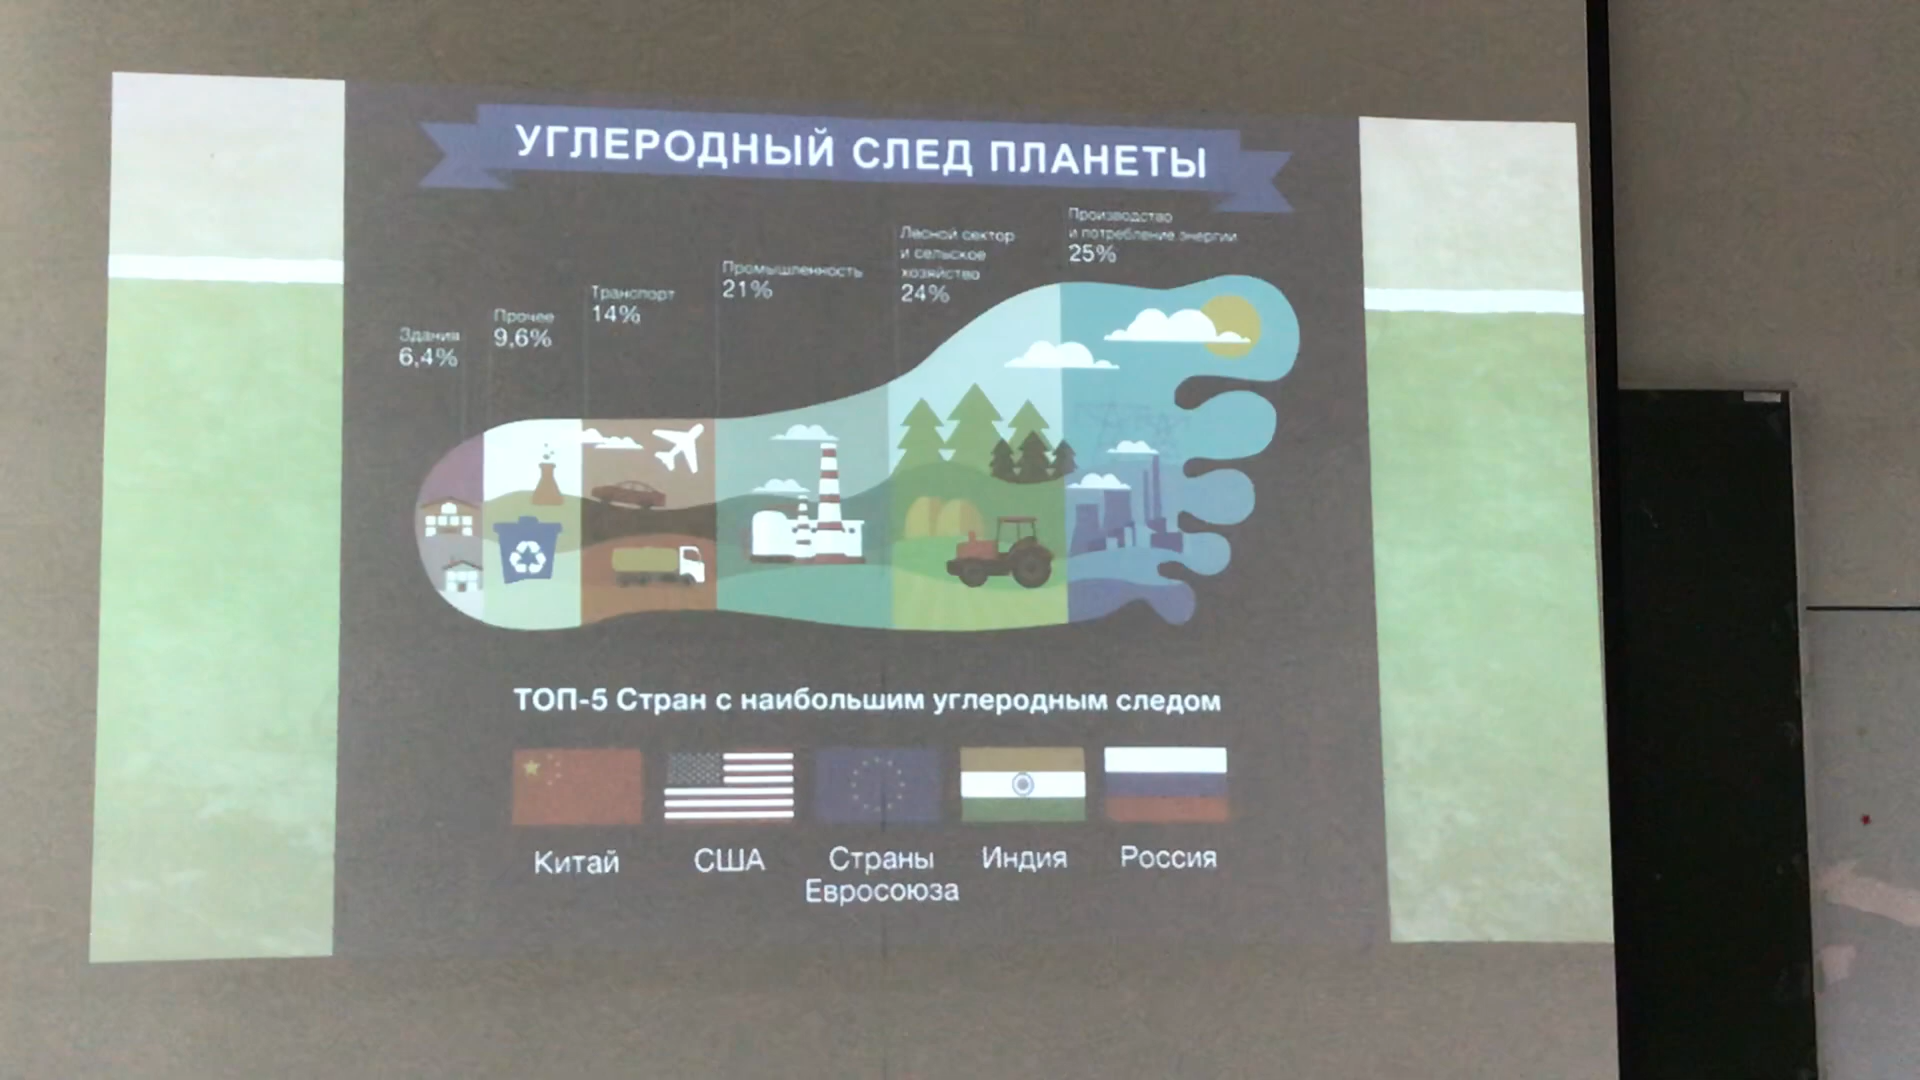 УГЛЕРОДНЫЙ СЛЕД ПЛАНЕТЫ
Здания
6,4%
Прочее
9,6%
Транспорт
14%
Промышленность
21%
Лесной сектор
и сельское
хозяйство
24%
Производство
и потребление энергии
25%
ТОП-5 Стран с наибольшим углеродным следом
Китай
США
Страны
Евросоюза
Индия
Россия